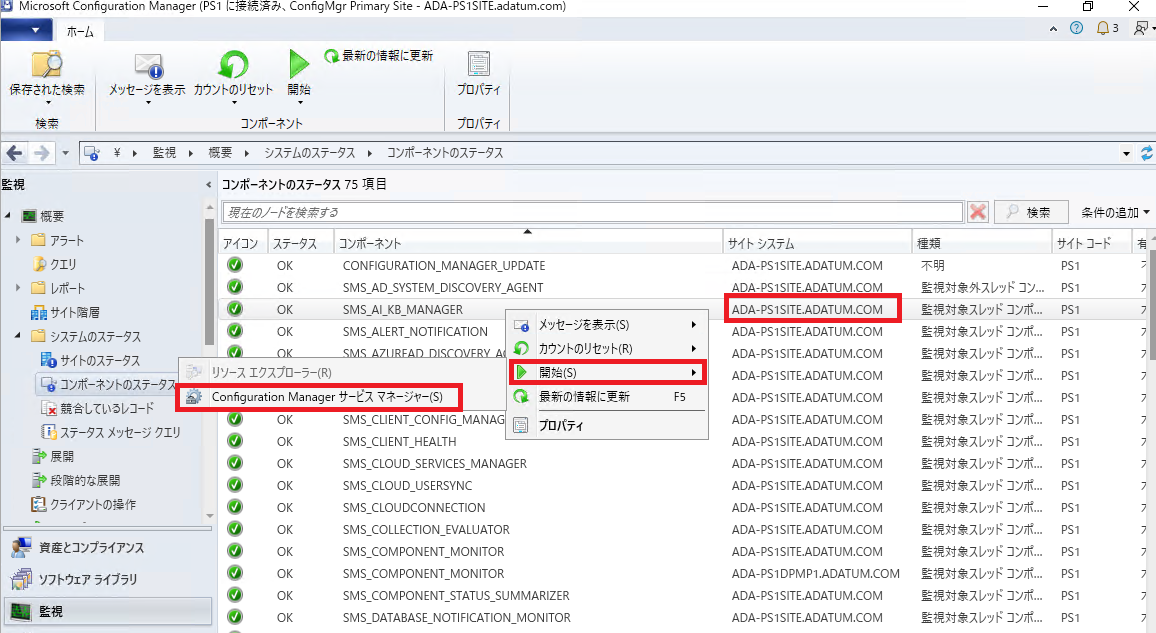 Microsoft Configuration Manager (PS1 に接続済み、ConfigMgr Primary Site - ADA-PS1SITE.adatum.com)
ホーム
3
保存された検索
メッセージを表示
カウントのリセット
開始
最新の情報に更新
プロパティ
検索
コンポーネント
プロパティ
¥ 監視 概要 システムのステータス コンポーネントのステータス
監視
概要
アラート
クエリ
レポート
サイト階層
システムのステータス
サイトのステータス
コンポーネントのステータス
競合しているレコード
ステータス メッセージ クエリ
展開
段階的な展開
クライアントの操作
資産とコンプライアンス
ソフトウェア ライブラリ
監視
コンポーネントのステータス 75 項目
現在のノードを検索する
検索
条件の追加
アイコン ステータス コンポーネント サイト システム 種類 サイト コード 有
OK CONFIGURATION_MANAGER_UPDATE ADA-PS1SITE.ADATUM.COM 不明 PS1
OK SMS_AD_SYSTEM_DISCOVERY_AGENT ADA-PS1SITE.ADATUM.COM 監視対象外スレッド コン... PS1
OK SMS_AI_KB_MANAGER ADA-PS1SITE.ADATUM.COM 監視対象スレッド コンポ... PS1
OK SMS_ALERT_NOTIFICATION ADA-PS1SITE.ADATUM.COM 監視対象スレッド コンポ... PS1
OK SMS_AZUREAD_DISCOVERY_AG ADA-PS1SITE.ADATUM.COM 監視対象スレッド コンポ... PS1
ADA-PS1SITE.ADATUM.COM 監視対象スレッド コンポ... PS1
ADA-PS1SITE.ADATUM.COM 監視対象スレッド コンポ... PS1
OK SMS_CLIENT_CONFIG_MANAG ADA-PS1SITE.ADATUM.COM 監視対象スレッド コンポ... PS1
OK SMS_CLIENT_HEALTH ADA-PS1SITE.ADATUM.COM 監視対象スレッド コンポ... PS1
OK SMS_CLOUD_SERVICES_MANAGER ADA-PS1SITE.ADATUM.COM 監視対象スレッド コンポ... PS1
OK SMS_CLOUD_USERSYNC ADA-PS1SITE.ADATUM.COM 監視対象スレッド コンポ... PS1
OK SMS_CLOUDCONNECTION ADA-PS1SITE.ADATUM.COM 監視対象スレッド コンポ... PS1
OK SMS_COLLECTION_EVALUATOR ADA-PS1SITE.ADATUM.COM 監視対象スレッド コンポ... PS1
OK SMS_COMPONENT_MONITOR ADA-PS1SITE.ADATUM.COM 監視対象スレッド コンポ... PS1
OK SMS_COMPONENT_MONITOR ADA-PS1DPMP1.ADATUM.COM 監視対象スレッド コンポ... PS1
OK SMS_COMPONENT_STATUS_SUMMARIZER ADA-PS1SITE.ADATUM.COM 監視対象スレッド コンポ... PS1
OK SMS_DATABASE_NOTIFICATION_MONITOR ADA-PS1SITE.ADATUM.COM 監視対象スレッド コンポ... PS1
メッセージを表示(S)
カウントのリセット(R)
開始(S)
最新の情報に更新 F5
プロパティ
リソース エクスプローラー(R)
Configuration Manager サービス マネージャー(S)